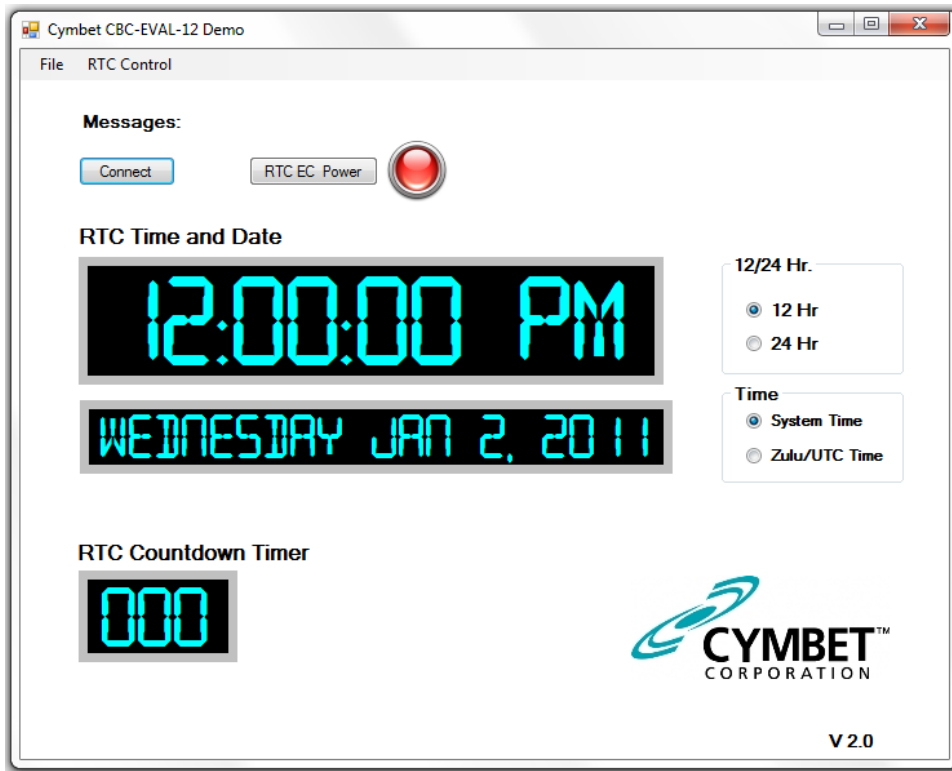 Cymbet CBC-EVAL-12 Demo
File RTC Control
Messages:
Connect RTC EC Power
RTC Time and Date
12:00:00 PM
WEDNESDAY JAN 2, 2011
12/24 Hr.
12 Hr
24 Hr
Time
System Time
Zulu/UTC Time
RTC Countdown Timer
000
CYMBET™
CORPORATION
V 2.0